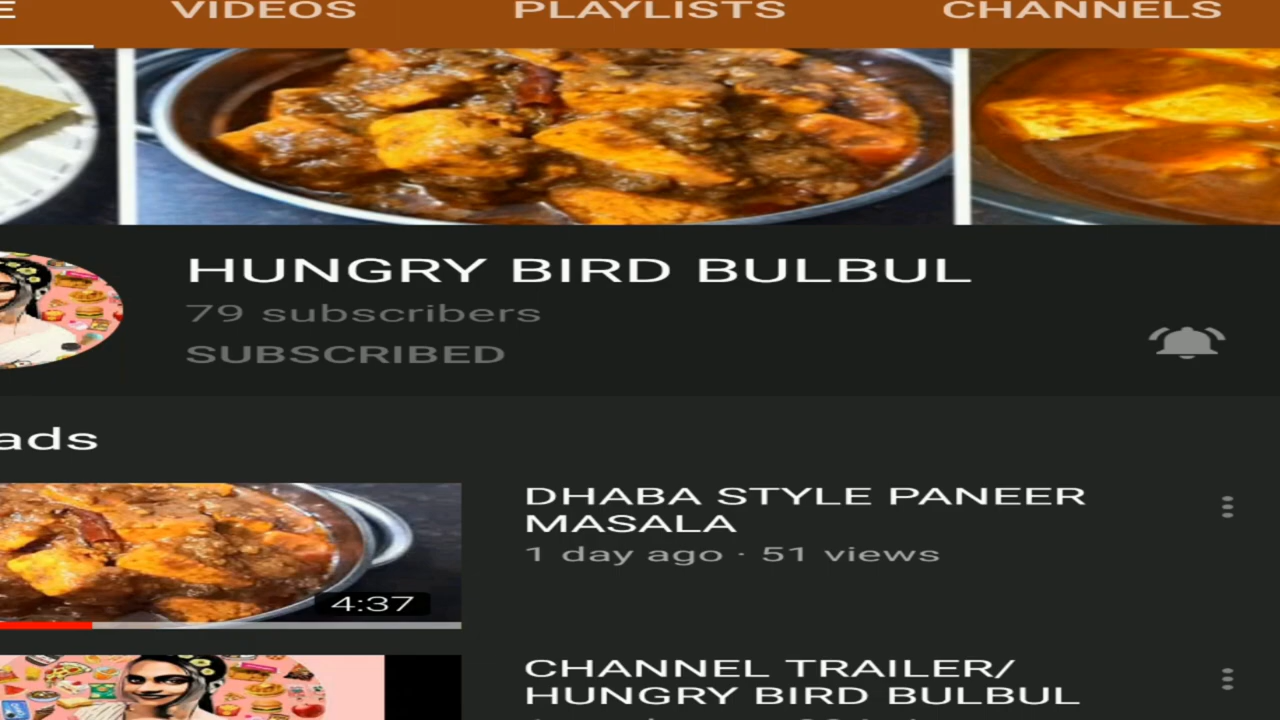 VIDEOS PLAYLISTS CHANNELS
HUNGRY BIRD BULBUL
79 subscribers
SUBSCRIBED
ads
DHABA STYLE PANEER
MASALA
1 day ago · 51 views
4:37
CHANNEL TRAILER/
HUNGRY BIRD BULBUL